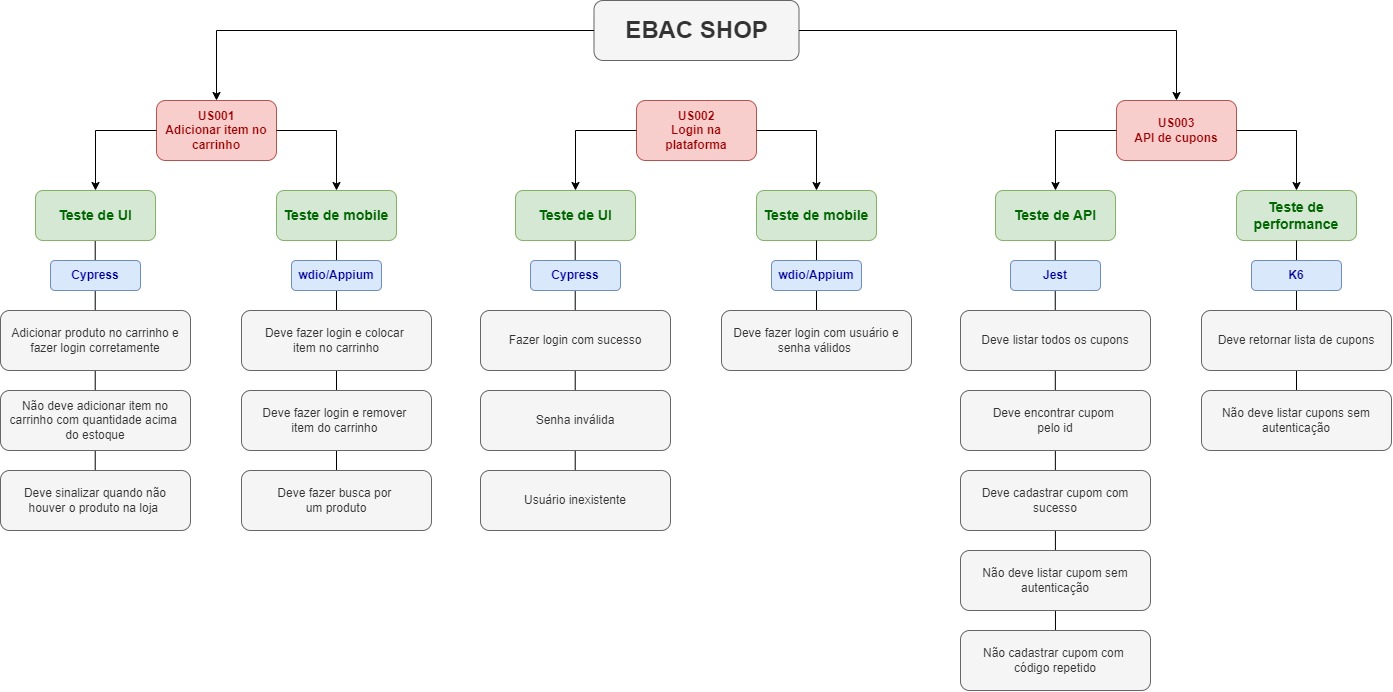 EBAC SHOP
US001
Adicionar item no
carrinho
US002
Login na
plataforma
US003
API de cupons
Teste de UI
Teste de mobile
Teste de UI
Teste de mobile
Teste de API
Teste de
performance
Cypress
wdio/Appium
Cypress
wdio/Appium
Jest
K6
Adicionar produto no carrinho e
fazer login corretamente
Deve fazer login e colocar
item no carrinho
Fazer login com sucesso
Deve fazer login com usuário e
senha válidos
Deve listar todos os cupons
Deve retornar lista de cupons
Não deve adicionar item no
carrinho com quantidade acima
do estoque
Deve fazer login e remover
item do carrinho
Senha inválida
Deve encontrar cupom
pelo id
Não deve listar cupons sem
autenticação
Deve sinalizar quando não
houver o produto na loja
Deve fazer busca por
um produto
Usuário inexistente
Deve cadastrar cupom com
sucesso
Não deve listar cupom sem
autenticação
Não cadastrar cupom com
código repetido